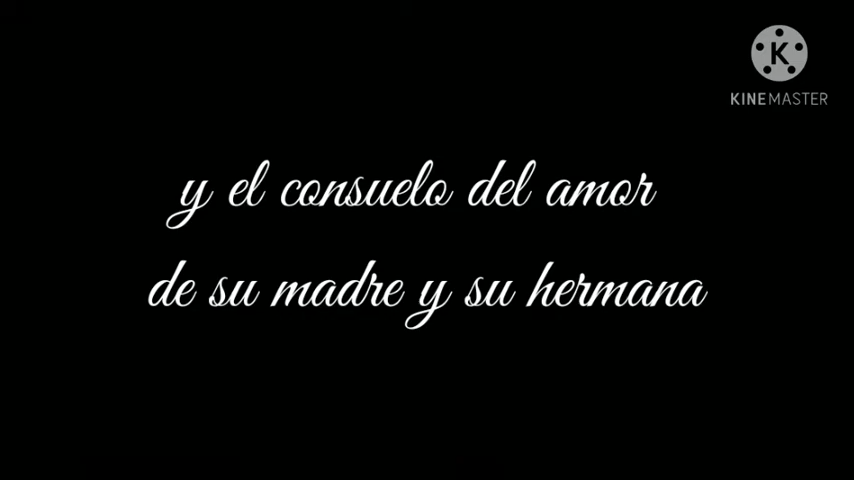 K
KINEMASTER
y el consuelo del amor
de su madre y su hermana